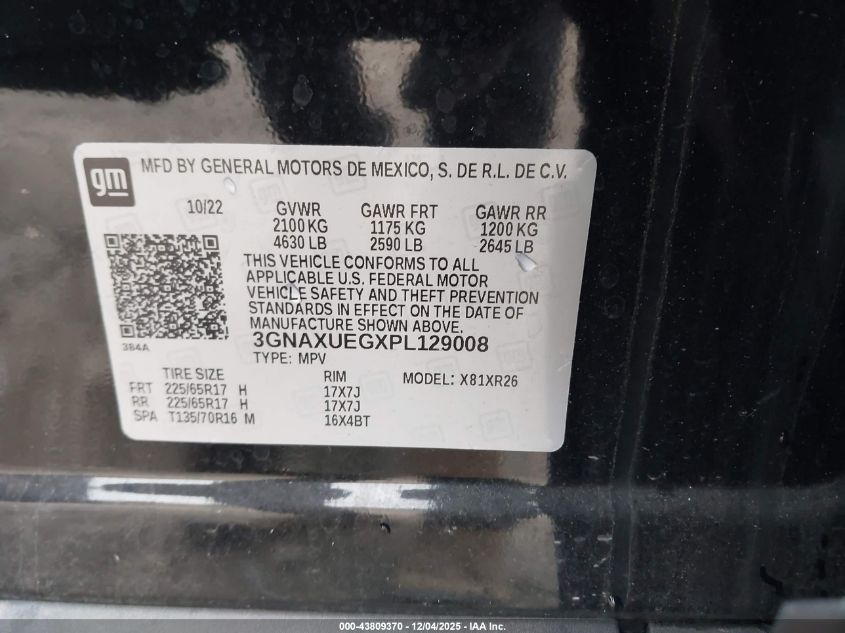 gm
MFD BY GENERAL MOTORS DE MEXICO, S. DE R.L. DE C.V.
10/22 GVWR GAWR FRT GAWR RR
2100 KG 1175 KG 1200 KG
4630 LB 2590 LB 2645 LB
THIS VEHICLE CONFORMS TO ALL
APPLICABLE U.S. FEDERAL MOTOR
VEHICLE SAFETY AND THEFT PREVENTION
STANDARDS IN EFFECT ON THE DATE OF
MANUFACTURE SHOWN ABOVE.
384A
3GNAXUEGXPL129008
TYPE: MPV
TIRE SIZE RIM MODEL: X81XR26
FRT 225/65R17 H 17X7J
RR 225/65R17 H 17X7J
SPA T135/70R16 M 16X4BT
000-43809370 - 12/04/2025 - IAA Inc.